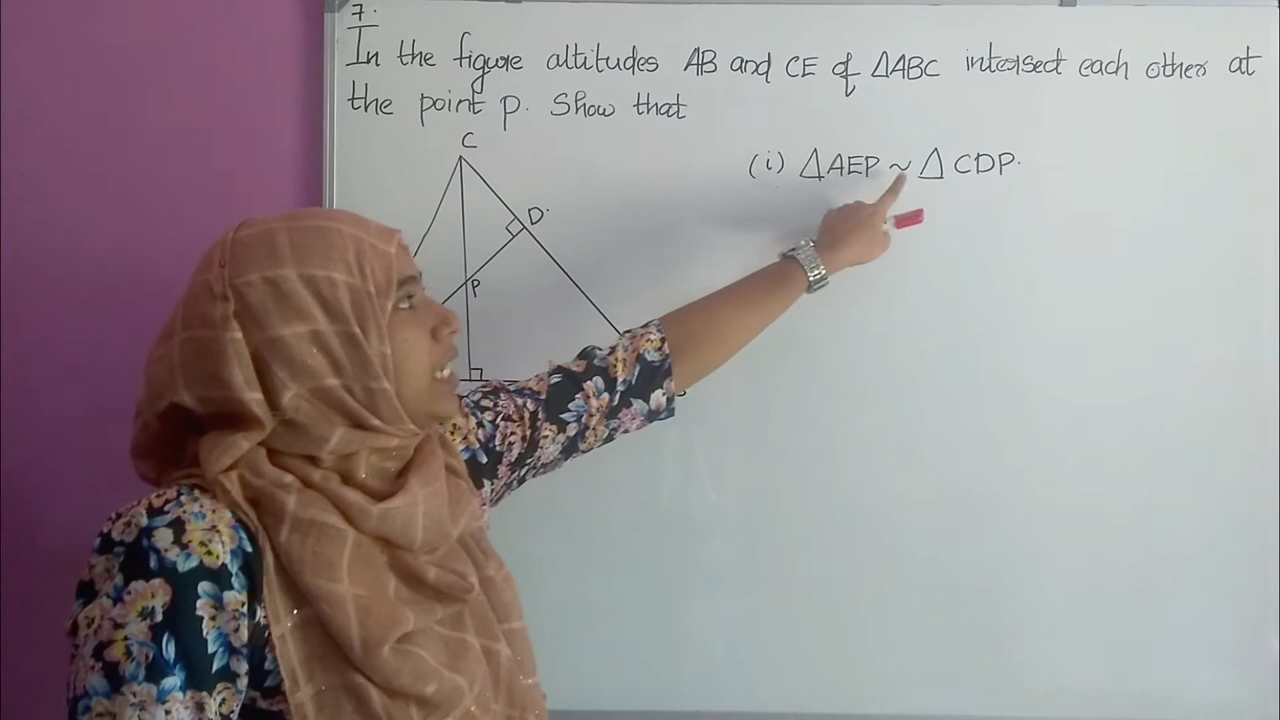 7.
In the figure altitudes AB and CE of ΔABC intersect each other at
the point p. Show that
C
(i) ΔAEP ~ Δ CDP.
D
P